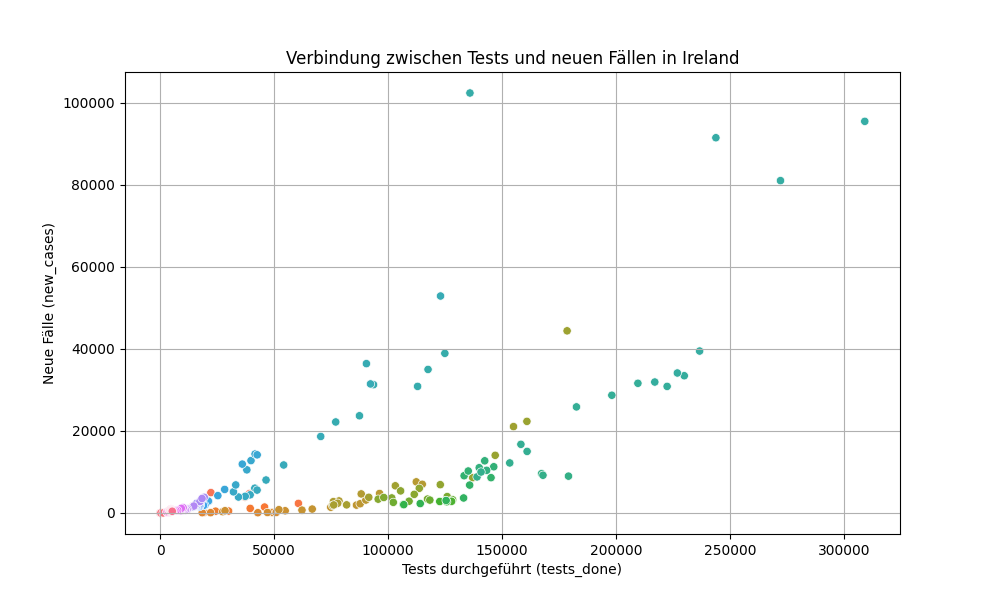 Verbindung zwischen Tests und neuen Fällen in Ireland
100000
80000
60000
40000
20000
0
Neue Fälle (new_cases)
0 50000 100000 150000 200000 250000 300000
Tests durchgeführt (tests_done)